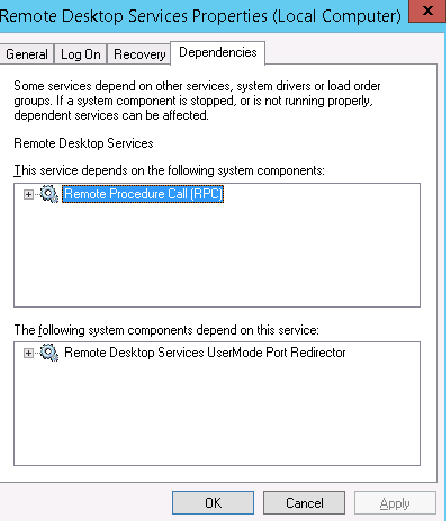 Remote Desktop Services Properties (Local Computer)
General
Log On
Recovery
Dependencies
Some services depend on other services, system drivers or load order
groups. If a system component is stopped, or is not running properly,
dependent services can be affected.
Remote Desktop Services
This service depends on the following system components:
Remote Procedure Call (RPC)
The following system components depend on this service:
Remote Desktop Services UserMode Port Redirector
OK
Cancel
Apply